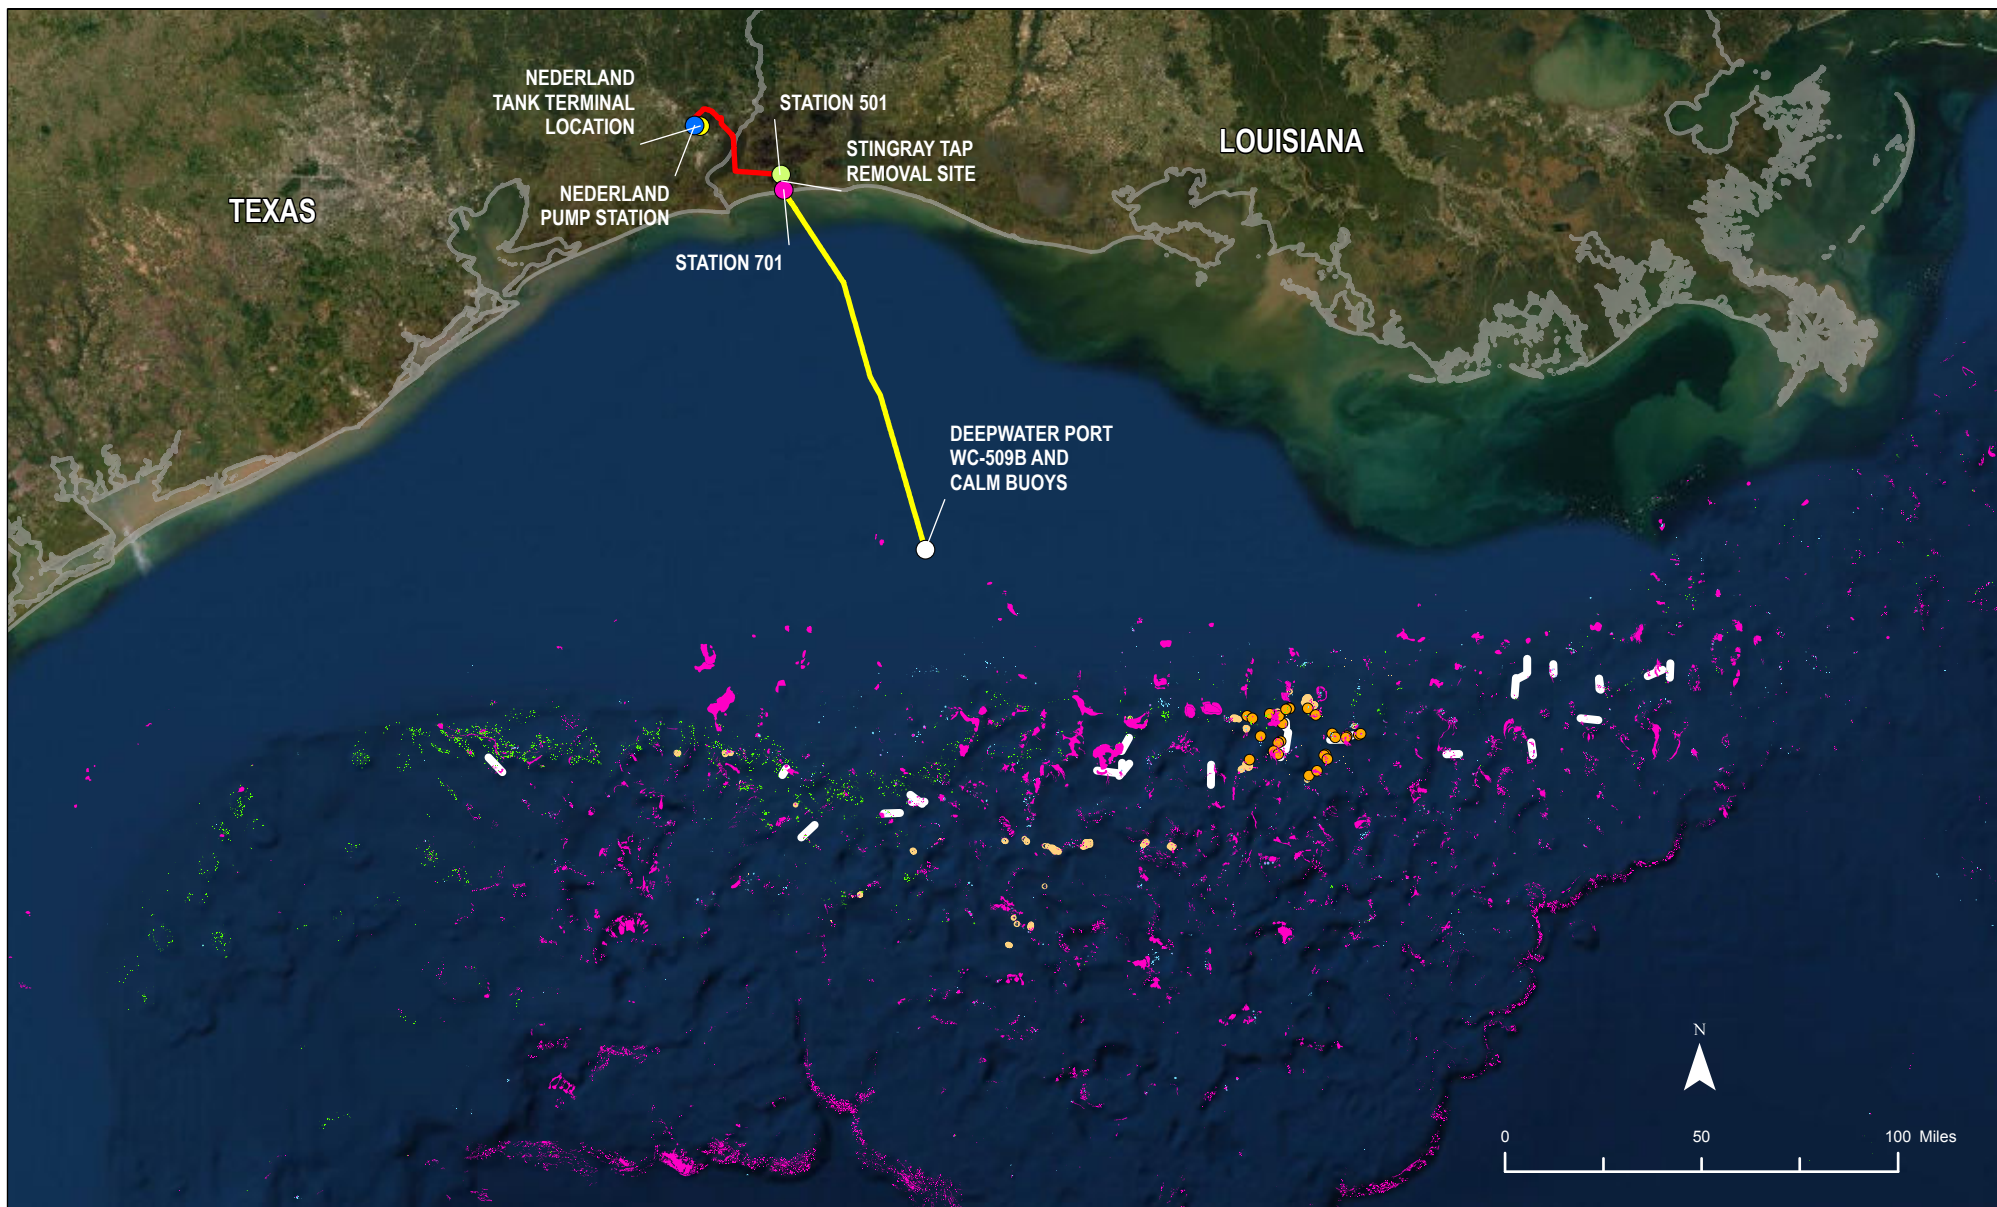 NEDERLAND
TANK TERMINAL
LOCATION
STATION 501
STINGRAY TAP
REMOVAL SITE
LOUISIANA
TEXAS
NEDERLAND
PUMP STATION
STATION 701
DEEPWATER PORT
WC-509B AND
CALM BUOYS
N
0 50 100 Miles